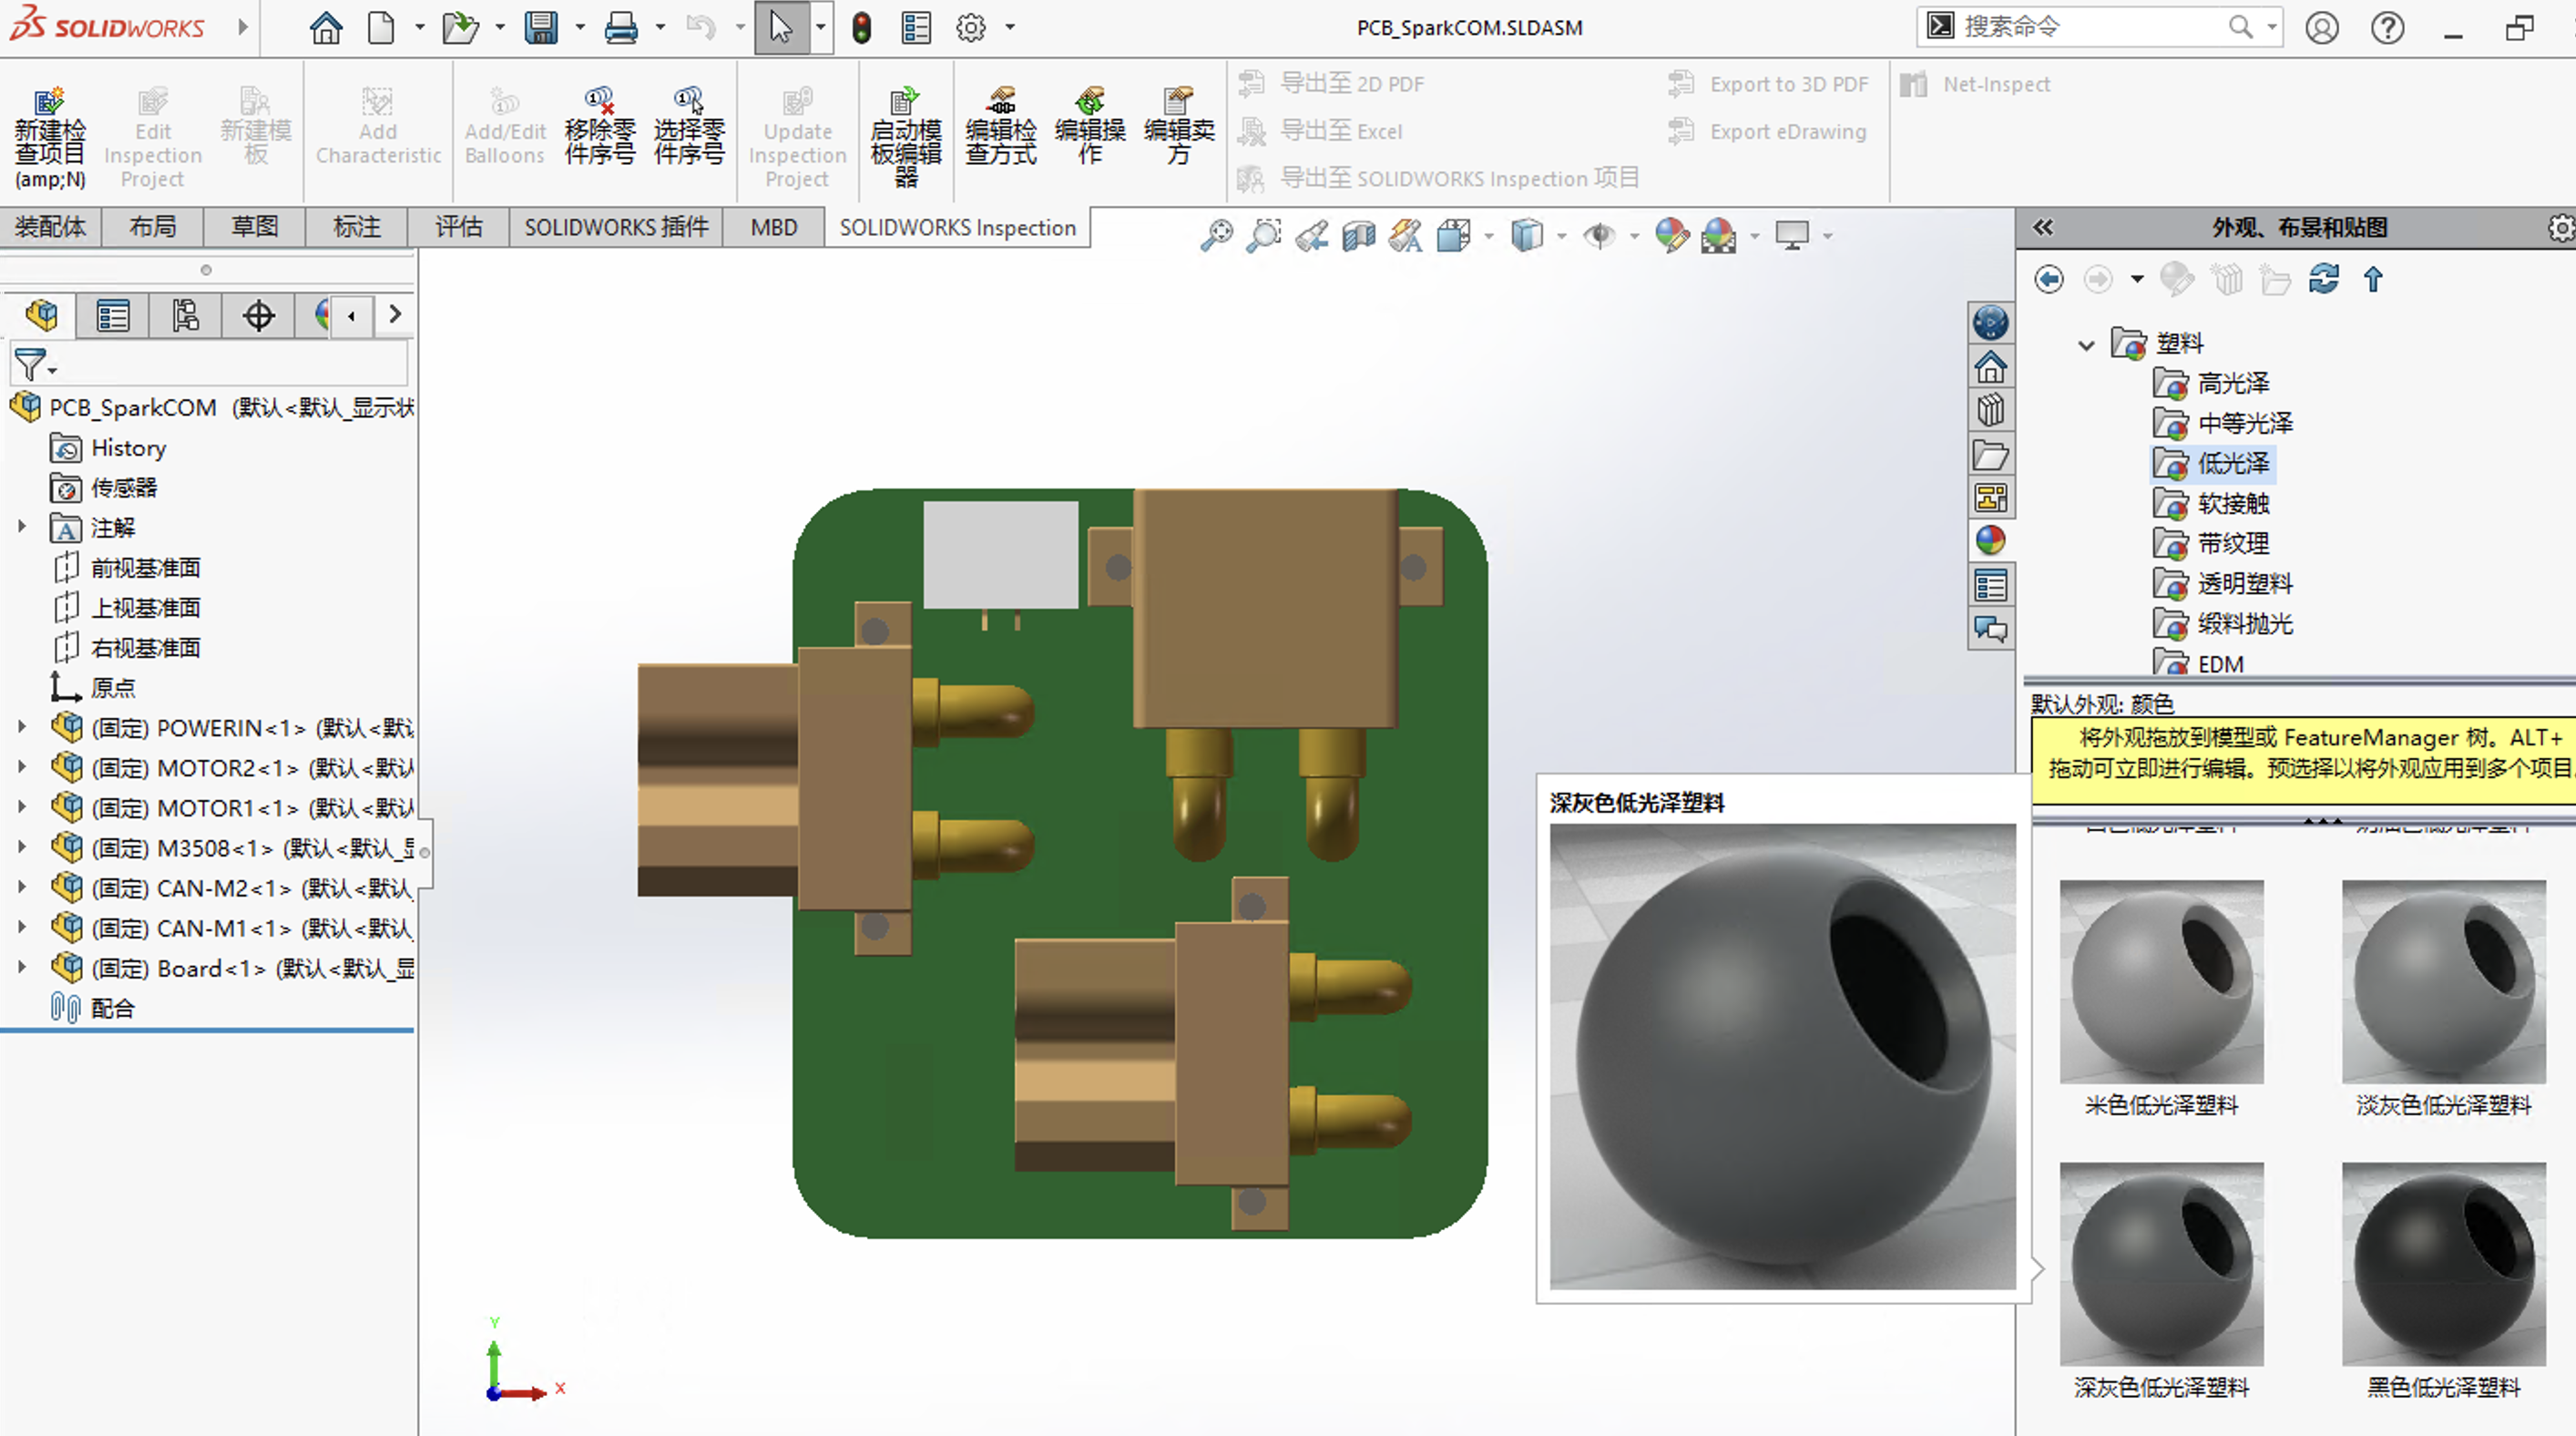 SOLIDWORKS
PCB_SparkCOM.SLDASM
搜索命令
新建检
查项目
(amp;N)
Edit
Inspection
Project
新建模
板
Add
Characteristic
Add/Edit
Balloons
移除零
件序号
选择零
件序号
Update
Inspection
Project
启动模
板编辑
器
编辑检
查方式
编辑操
作
编辑卖
方
导出至 2D PDF
导出至 Excel
导出至 SOLIDWORKS Inspection 项目
Export to 3D PDF
Export eDrawing
Net-Inspect
装配体
布局
草图
标注
评估
SOLIDWORKS 插件
MBD
SOLIDWORKS Inspection
PCB_SparkCOM (默认<默认_显示状
History
传感器
注解
前视基准面
上视基准面
右视基准面
原点
(固定) POWERIN<1> (默认<默认
(固定) MOTOR2<1> (默认<默认
(固定) MOTOR1<1> (默认<默认
(固定) M3508<1> (默认<默认_显
(固定) CAN-M2<1> (默认<默认_
(固定) CAN-M1<1> (默认<默认_
(固定) Board<1> (默认<默认_显
配合
Y
X
外观、布景和贴图
塑料
高光泽
中等光泽
低光泽
软接触
带纹理
透明塑料
缎料抛光
EDM
默认外观: 颜色
将外观拖放到模型或 FeatureManager 树。ALT+
拖动可立即进行编辑。预选择以将外观应用到多个项目
深灰色低光泽塑料
米色低光泽塑料
淡灰色低光泽塑料
深灰色低光泽塑料
黑色低光泽塑料